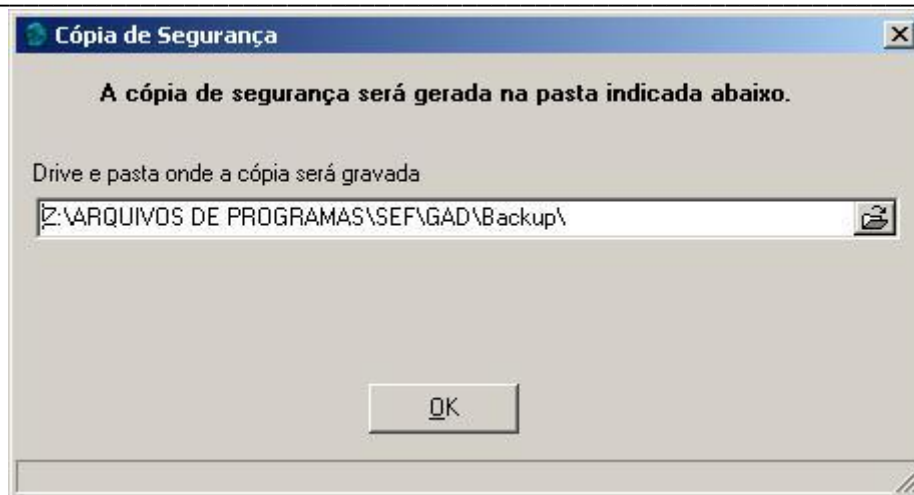 Cópia de Segurança
A cópia de segurança será gerada na pasta indicada abaixo.
Drive e pasta onde a cópia será gravada
Z:\ARQUIVOS DE PROGRAMAS\SEF\GAD\Backup\
OK